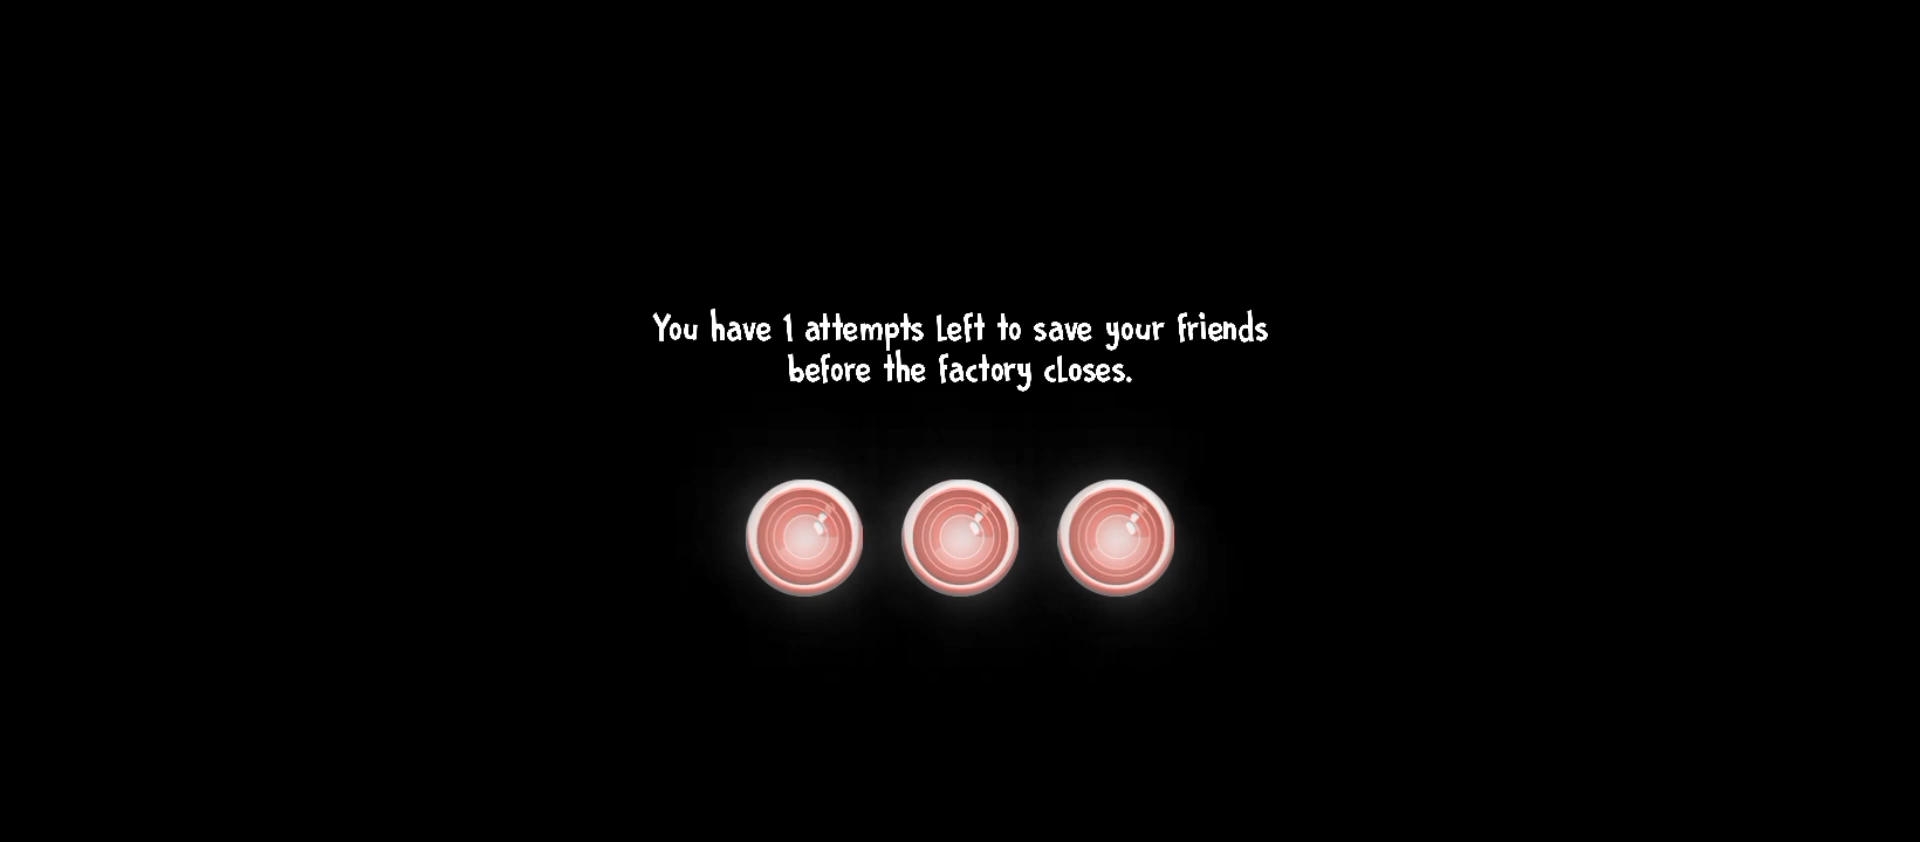 You have 1 attempts left to save your friends
before the factory closes.